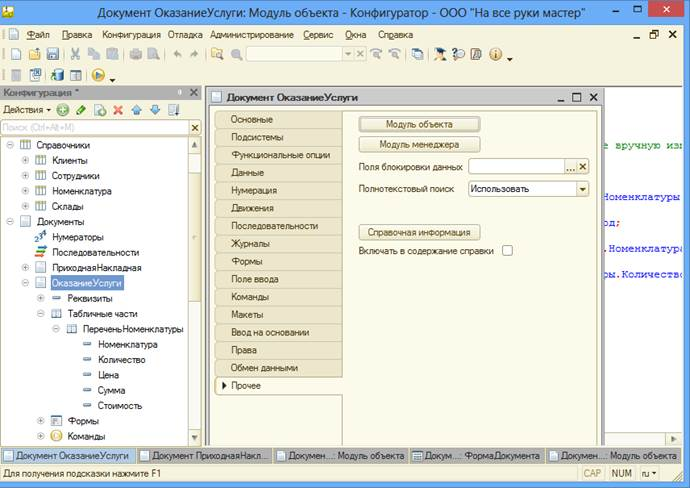 Документ ОказаниеУслуги: Модуль объекта - Конфигуратор - ООО "На все руки мастер"
Файл Правка Конфигурация Отладка Администрирование Сервис Окна Справка
Конфигурация *
Действия
Поиск (Ctrl+Alt+M)
Справочники
Клиенты
Сотрудники
Номенклатура
Склады
Документы
Нумераторы
Последовательности
ПриходнаяНакладная
ОказаниеУслуги
Реквизиты
Табличные части
ПереченьНоменклатуры
Номенклатура
Количество
Цена
Сумма
Стоимость
Формы
Команды
Документ ОказаниеУслуги
Основные
Подсистемы
Функциональные опции
Данные
Нумерация
Движения
Последовательности
Журналы
Формы
Поле ввода
Команды
Макеты
Ввод на основании
Права
Обмен данными
Прочее
Модуль объекта
Модуль менеджера
Поля блокировки данных ...
Полнотекстовый поиск Использовать
Справочная информация
Включать в содержание справки
е вручную изм
Номенклатуры
од;
.Номенклатура
ры.Количество
Документ ОказаниеУслуги Документ ПриходнаяНакл... Докумен...: Модуль объекта Докум...: ФормаДокумента Докумен...: Модуль объекта
Для получения подсказки нажмите F1 CAP NUM ru